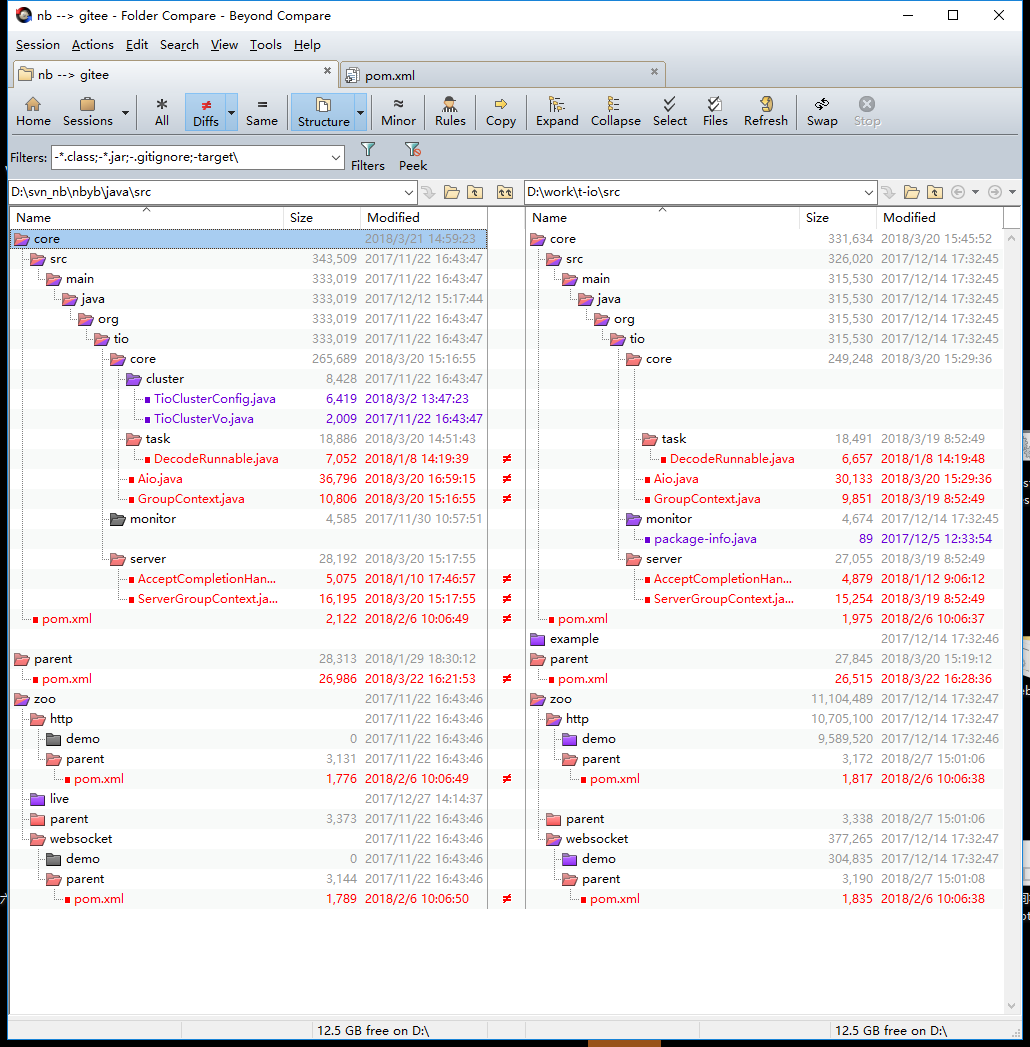 nb --> gitee - Folder Compare - Beyond Compare
Session Actions Edit Search View Tools Help
nb --> gitee pom.xml
Home Sessions All Diffs Same Structure Minor Rules Copy Expand Collapse Select Files Refresh Swap Stop
Filters: -*.class;-*.jar;-.gitignore;-target\ Filters Peek
D:\svn_nb\nbyb\java\src D:\work\t-io\src
Name Size Modified Name Size Modified
core 2018/3/21 14:59:23 core 331,634 2018/3/20 15:45:52
src 343,509 2017/11/22 16:43:47 src 326,020 2017/12/14 17:32:45
main 333,019 2017/11/22 16:43:47 main 315,530 2017/12/14 17:32:45
java 333,019 2017/12/12 15:17:44 java 315,530 2017/12/14 17:32:45
org 333,019 2017/11/22 16:43:47 org 315,530 2017/12/14 17:32:45
tio 333,019 2017/11/22 16:43:47 tio 315,530 2017/12/14 17:32:45
core 265,689 2018/3/20 15:16:55 core 249,248 2018/3/20 15:29:36
cluster 8,428 2017/11/22 16:43:47
TioClusterConfig.java 6,419 2018/3/2 13:47:23
TioClusterVo.java 2,009 2017/11/22 16:43:47
task 18,886 2018/3/20 14:51:43 task 18,491 2018/3/19 8:52:49
DecodeRunnable.java 7,052 2018/1/8 14:19:39 ≠ DecodeRunnable.java 6,657 2018/1/8 14:19:48
Aio.java 36,796 2018/3/20 16:59:15 ≠ Aio.java 30,133 2018/3/20 15:29:36
GroupContext.java 10,806 2018/3/20 15:16:55 ≠ GroupContext.java 9,851 2018/3/19 8:52:49
monitor 4,585 2017/11/30 10:57:51 monitor 4,674 2017/12/14 17:32:45
package-info.java 89 2017/12/5 12:33:54
server 28,192 2018/3/20 15:17:55 server 27,055 2018/3/19 8:52:49
AcceptCompletionHan... 5,075 2018/1/10 17:46:57 ≠ AcceptCompletionHan... 4,879 2018/1/12 9:06:12
ServerGroupContext.ja... 16,195 2018/3/20 15:17:55 ≠ ServerGroupContext.ja... 15,254 2018/3/19 8:52:49
pom.xml 2,122 2018/2/6 10:06:49 ≠ pom.xml 1,975 2018/2/6 10:06:37
example 2017/12/14 17:32:46
parent 28,313 2018/1/29 18:30:12 parent 27,845 2018/3/20 15:19:12
pom.xml 26,986 2018/3/22 16:21:53 ≠ pom.xml 26,515 2018/3/22 16:28:36
zoo 2017/11/22 16:43:46 zoo 11,104,489 2017/12/14 17:32:47
http 2017/11/22 16:43:46 http 10,705,100 2017/12/14 17:32:47
demo 0 2017/11/22 16:43:46 demo 9,589,520 2017/12/14 17:32:46
parent 3,131 2017/11/22 16:43:46 parent 3,172 2018/2/7 15:01:06
pom.xml 1,776 2018/2/6 10:06:49 ≠ pom.xml 1,817 2018/2/6 10:06:38
live 2017/12/27 14:14:37
parent 3,373 2017/11/22 16:43:46 parent 3,338 2018/2/7 15:01:06
websocket 2017/11/22 16:43:46 websocket 377,265 2017/12/14 17:32:47
demo 0 2017/11/22 16:43:46 demo 304,835 2017/12/14 17:32:47
parent 3,144 2017/11/22 16:43:46 parent 3,190 2018/2/7 15:01:08
pom.xml 1,789 2018/2/6 10:06:50 ≠ pom.xml 1,835 2018/2/6 10:06:38
12.5 GB free on D:\ 12.5 GB free on D:\